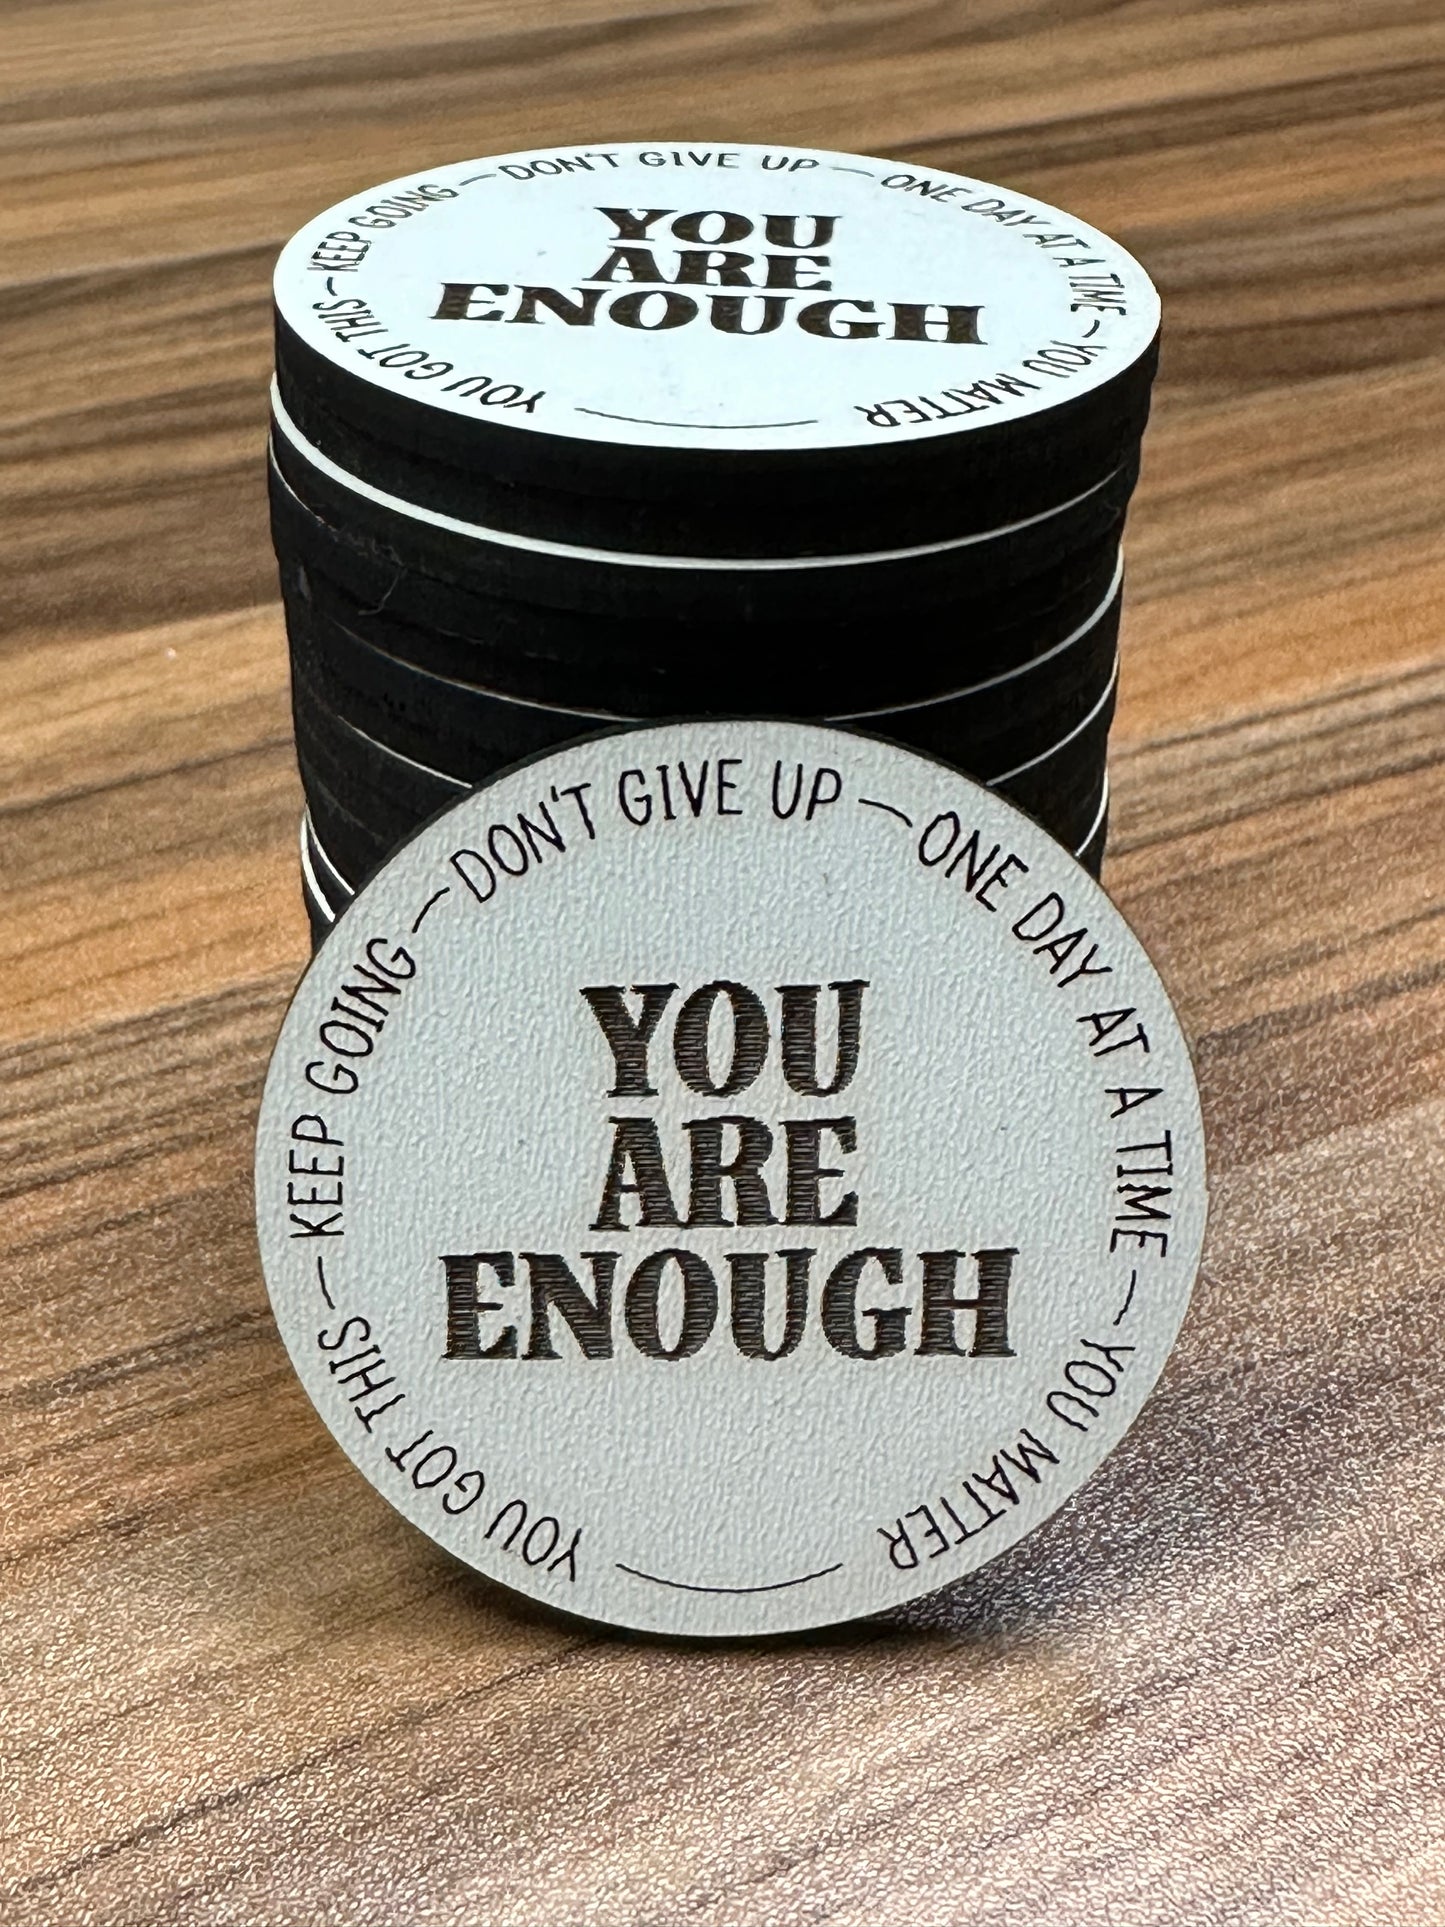 YOU GOT THIS — KEEP GOING — DON'T GIVE UP — ONE DAY AT A TIME — YOU MATTER
YOU
ARE
ENOUGH
YOU GOT THIS — KEEP GOING — DON'T GIVE UP — ONE DAY AT A TIME — YOU MATTER
YOU
ARE
ENOUGH